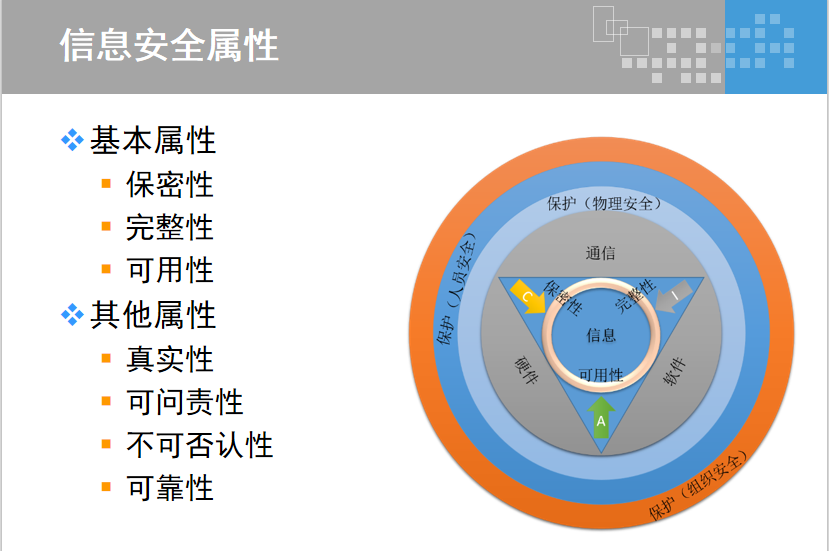 信息安全属性
基本属性
保密性
完整性
可用性
其他属性
真实性
可问责性
不可否认性
可靠性
保护（物理安全）
保护（人员安全）
通信
C
保密性
完整性
I
信息
可用性
硬件
软件
A
保护（组织安全）